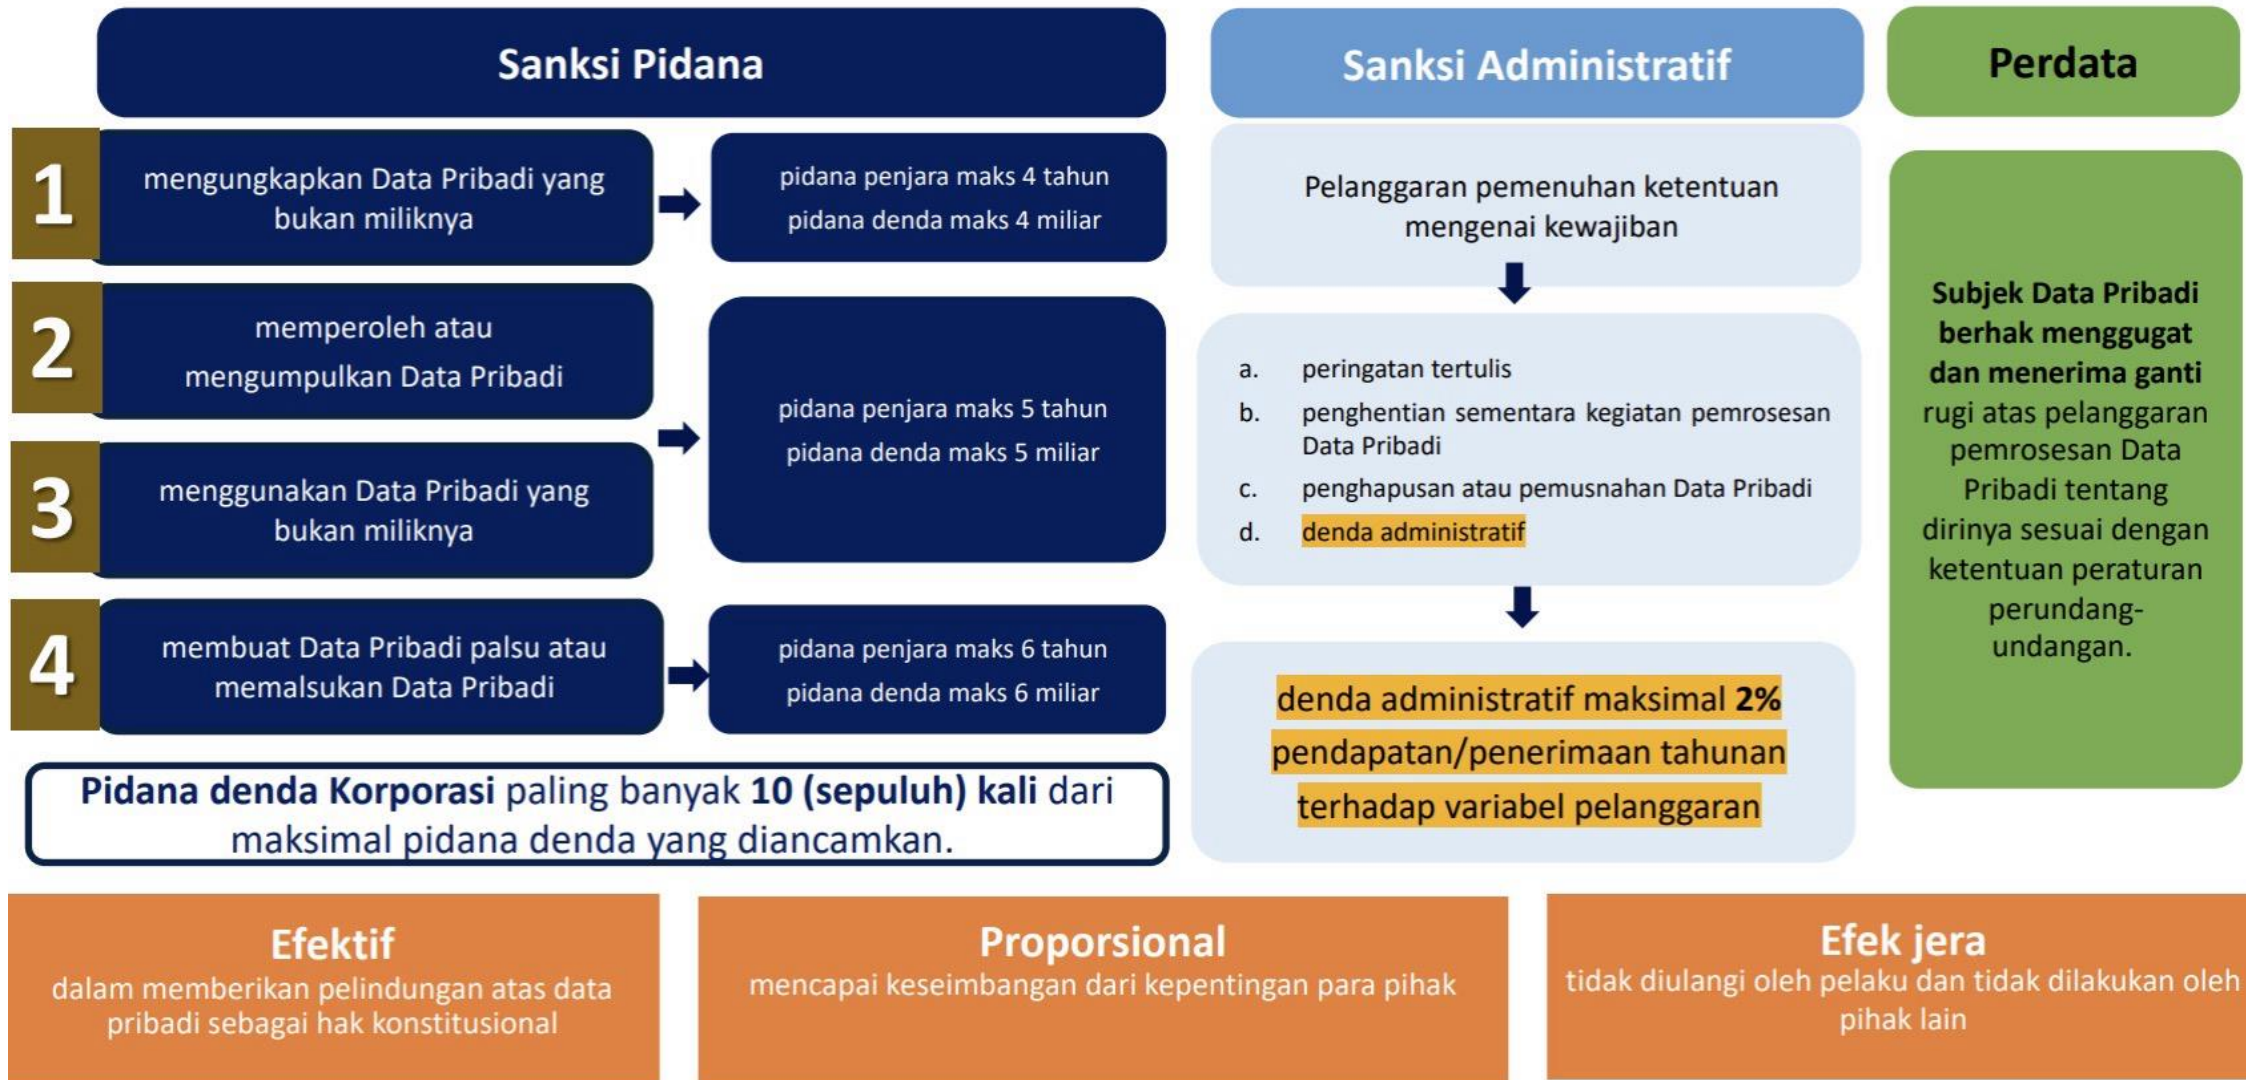 Sanksi Pidana
1
mengungkapkan Data Pribadi yang
bukan miliknya
pidana penjara maks 4 tahun
pidana denda maks 4 miliar
2
memperoleh atau
mengumpulkan Data Pribadi
3
menggunakan Data Pribadi yang
bukan miliknya
pidana penjara maks 5 tahun
pidana denda maks 5 miliar
4
membuat Data Pribadi palsu atau
memalsukan Data Pribadi
pidana penjara maks 6 tahun
pidana denda maks 6 miliar
Pidana denda Korporasi paling banyak 10 (sepuluh) kali dari
maksimal pidana denda yang diancamkan.
Sanksi Administratif
Pelanggaran pemenuhan ketentuan
mengenai kewajiban
a. peringatan tertulis
b. penghentian sementara kegiatan pemrosesan
Data Pribadi
c. penghapusan atau pemusnahan Data Pribadi
d. denda administratif
denda administratif maksimal 2%
pendapatan/penerimaan tahunan
terhadap variabel pelanggaran
Perdata
Subjek Data Pribadi
berhak menggugat
dan menerima ganti
rugi atas pelanggaran
pemrosesan Data
Pribadi tentang
dirinya sesuai dengan
ketentuan peraturan
perundang-
undangan.
Efektif
dalam memberikan pelindungan atas data
pribadi sebagai hak konstitusional
Proporsional
mencapai keseimbangan dari kepentingan para pihak
Efek jera
tidak diulangi oleh pelaku dan tidak dilakukan oleh
pihak lain